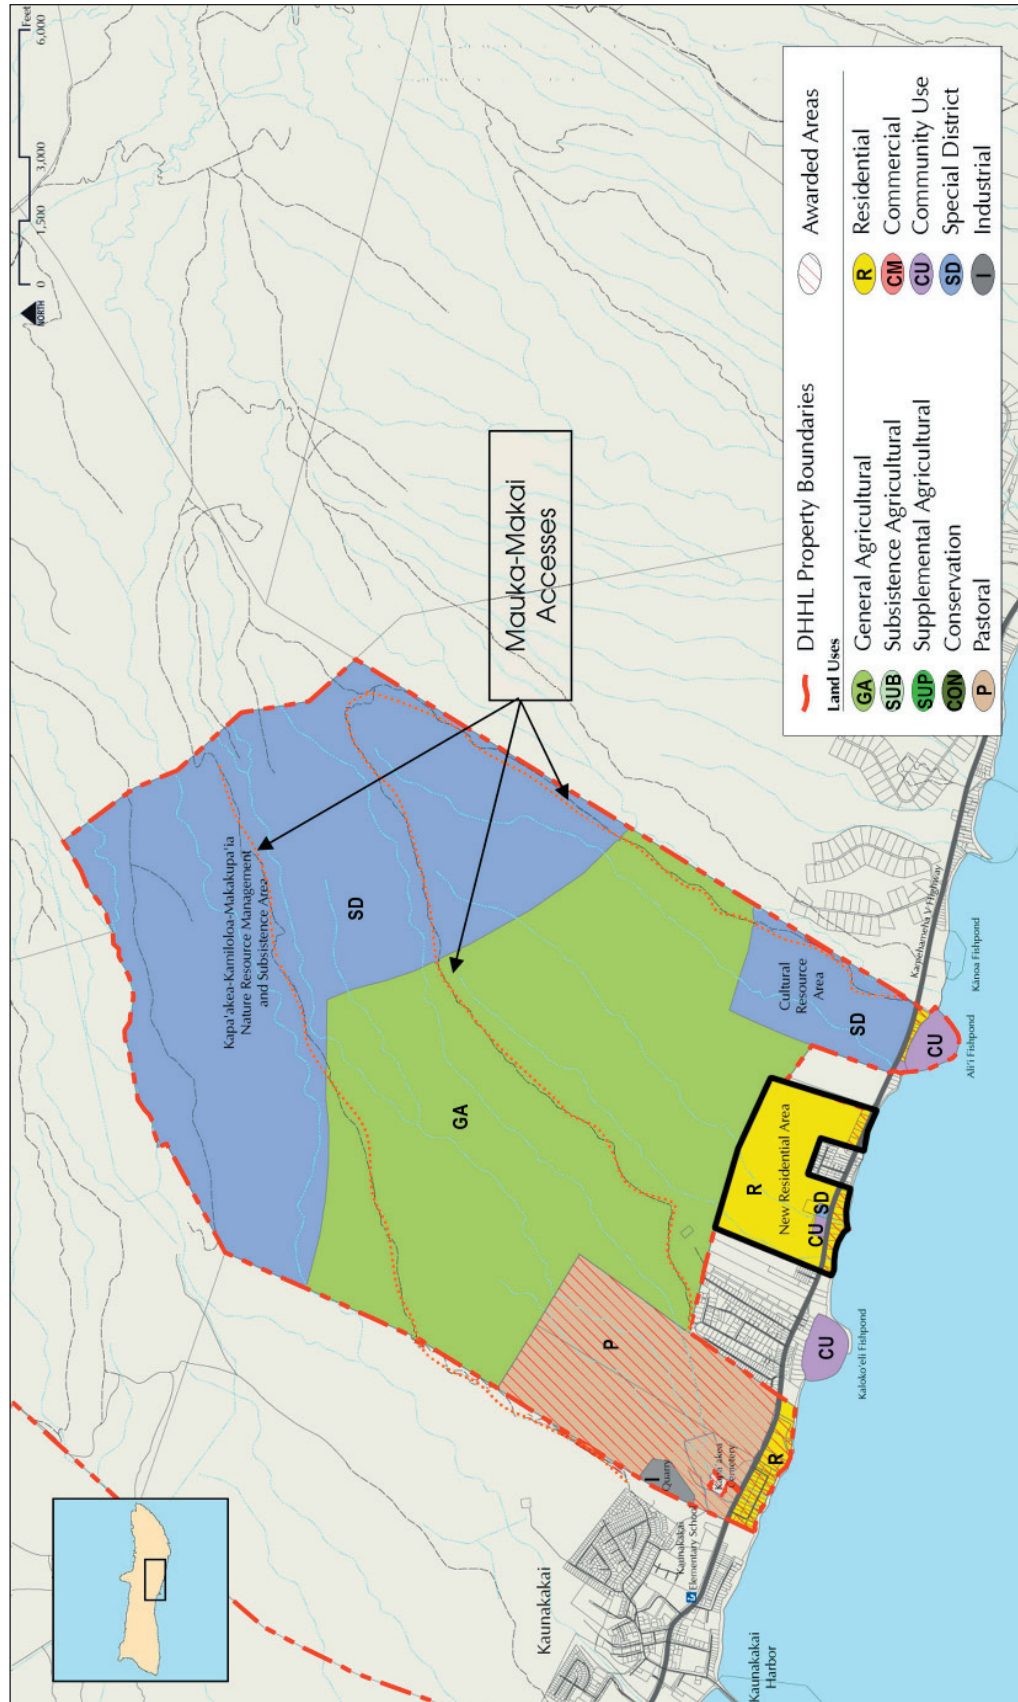 Feet
0 1,500 3,000 6,000
NORTH
Mauka-Makai
Accesses
Kapa'akea-Kamiloloa-Makakupa'ia
Nature Resource Management
and Subsistence Area
SD
GA
P
I
Quarry
Kaunakakai
Kaunakakai
Elementary School
Kaunakakai
Harbor
Kapa'akea
Cemetery
R
CU
Kaloko'eli Fishpond
R
New Residential Area
CU SD
Cultural
Resource
Area
SD
CU
Ali'i Fishpond
Kānoa Fishpond
Kamehameha V Highway
DHHL Property Boundaries
Awarded Areas
Land Uses
GA General Agricultural
SUB Subsistence Agricultural
SUP Supplemental Agricultural
CON Conservation
P Pastoral
R Residential
CM Commercial
CU Community Use
SD Special District
I Industrial